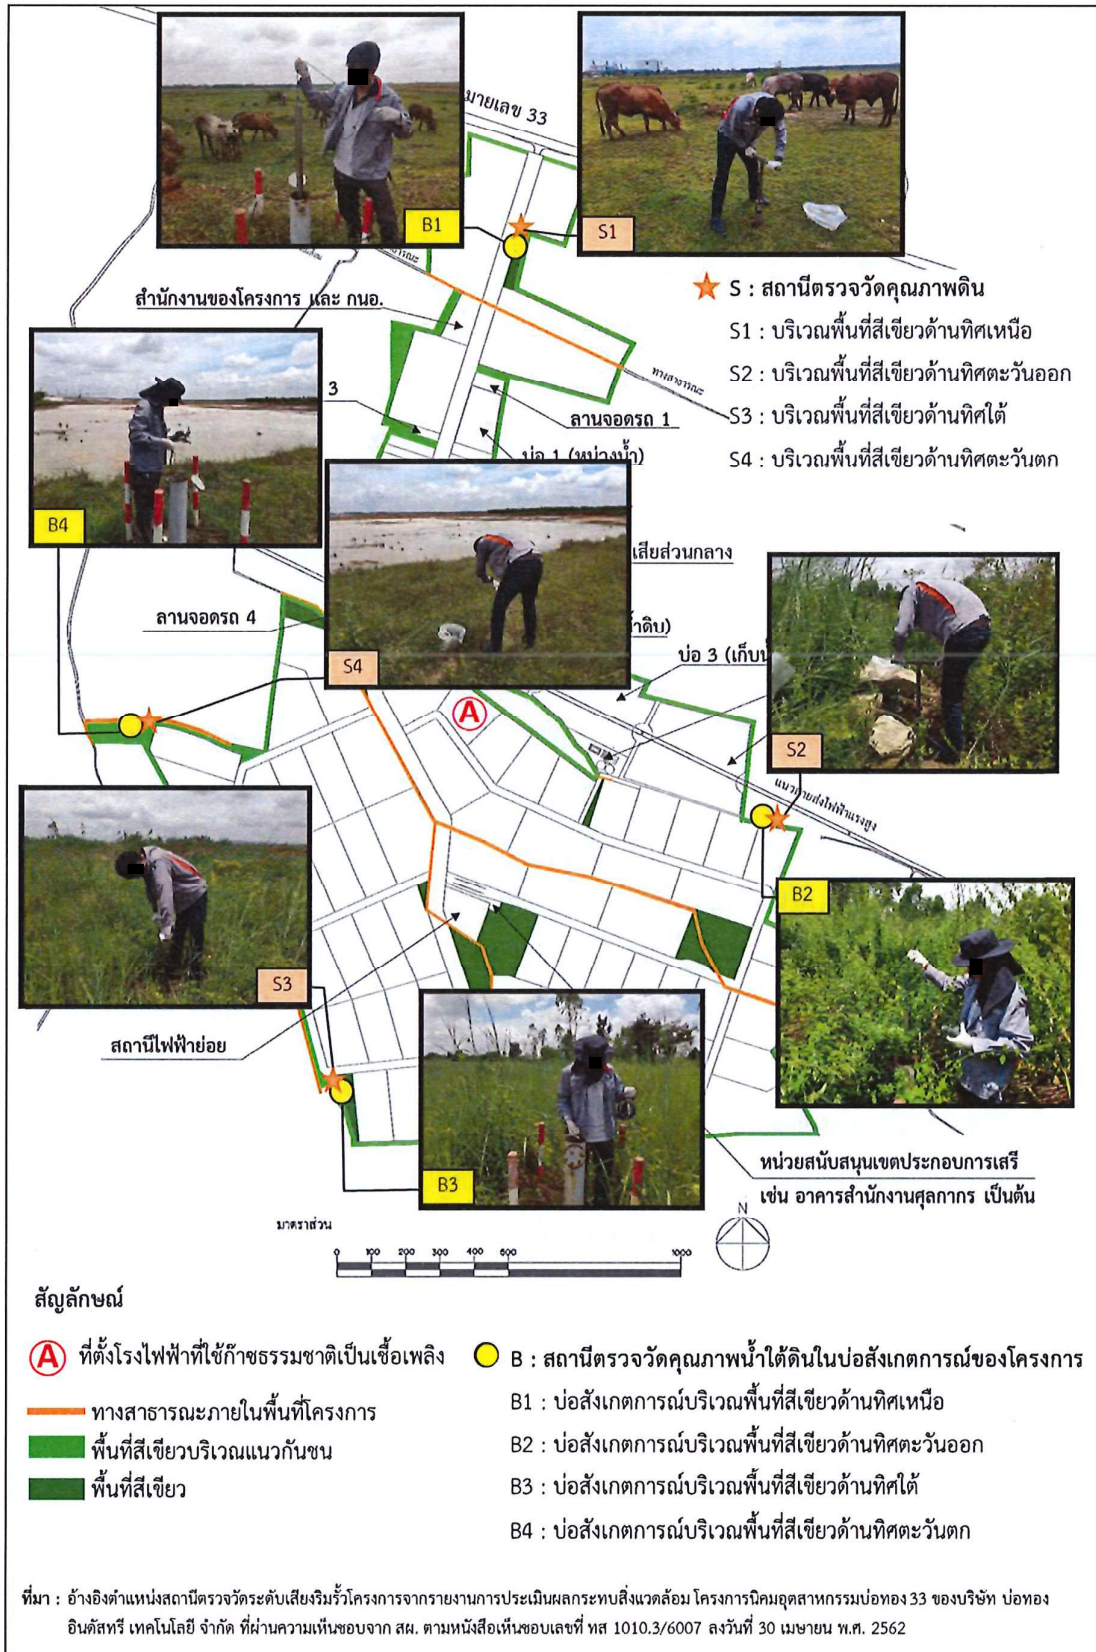 มายเลข 33
B1
S1
สำนักงานของโครงการ และ กนอ.
ทางสาธารณะ
3
ลานจอดรถ 1
บ่อ 1 (หน่วงน้ำ)
B4
เสียส่วนกลาง
ลานจอดรถ 4
้ำดิบ)
บ่อ 3 (เก็บน้
S4
A
S2
แนวสายส่งไฟฟ้าแรงสูง
B2
S3
สถานีไฟฟ้าย่อย
B3
หน่วยสนับสนุนเขตประกอบการเสรี
เช่น อาคารสำนักงานศุลกากร เป็นต้น
★ S : สถานีตรวจวัดคุณภาพดิน
S1 : บริเวณพื้นที่สีเขียวด้านทิศเหนือ
S2 : บริเวณพื้นที่สีเขียวด้านทิศตะวันออก
S3 : บริเวณพื้นที่สีเขียวด้านทิศใต้
S4 : บริเวณพื้นที่สีเขียวด้านทิศตะวันตก
มาตราส่วน
0 100 200 300 400 500 1000
N
สัญลักษณ์
A ที่ตั้งโรงไฟฟ้าที่ใช้ก๊าซธรรมชาติเป็นเชื้อเพลิง
ทางสาธารณะภายในพื้นที่โครงการ
พื้นที่สีเขียวบริเวณแนวกันชน
พื้นที่สีเขียว
B : สถานีตรวจวัดคุณภาพน้ำใต้ดินในบ่อสังเกตการณ์ของโครงการ
B1 : บ่อสังเกตการณ์บริเวณพื้นที่สีเขียวด้านทิศเหนือ
B2 : บ่อสังเกตการณ์บริเวณพื้นที่สีเขียวด้านทิศตะวันออก
B3 : บ่อสังเกตการณ์บริเวณพื้นที่สีเขียวด้านทิศใต้
B4 : บ่อสังเกตการณ์บริเวณพื้นที่สีเขียวด้านทิศตะวันตก
ที่มา : อ้างอิงตำแหน่งสถานีตรวจวัดระดับเสียงริมรั้วโครงการจากรายงานการประเมินผลกระทบสิ่งแวดล้อม โครงการนิคมอุตสาหกรรมบ่อทอง 33 ของบริษัท บ่อทอง
อินดัสทรี เทคโนโลยี จำกัด ที่ผ่านความเห็นชอบจาก สผ. ตามหนังสือเห็นชอบเลขที่ ทส 1010.3/6007 ลงวันที่ 30 เมษายน พ.ศ. 2562